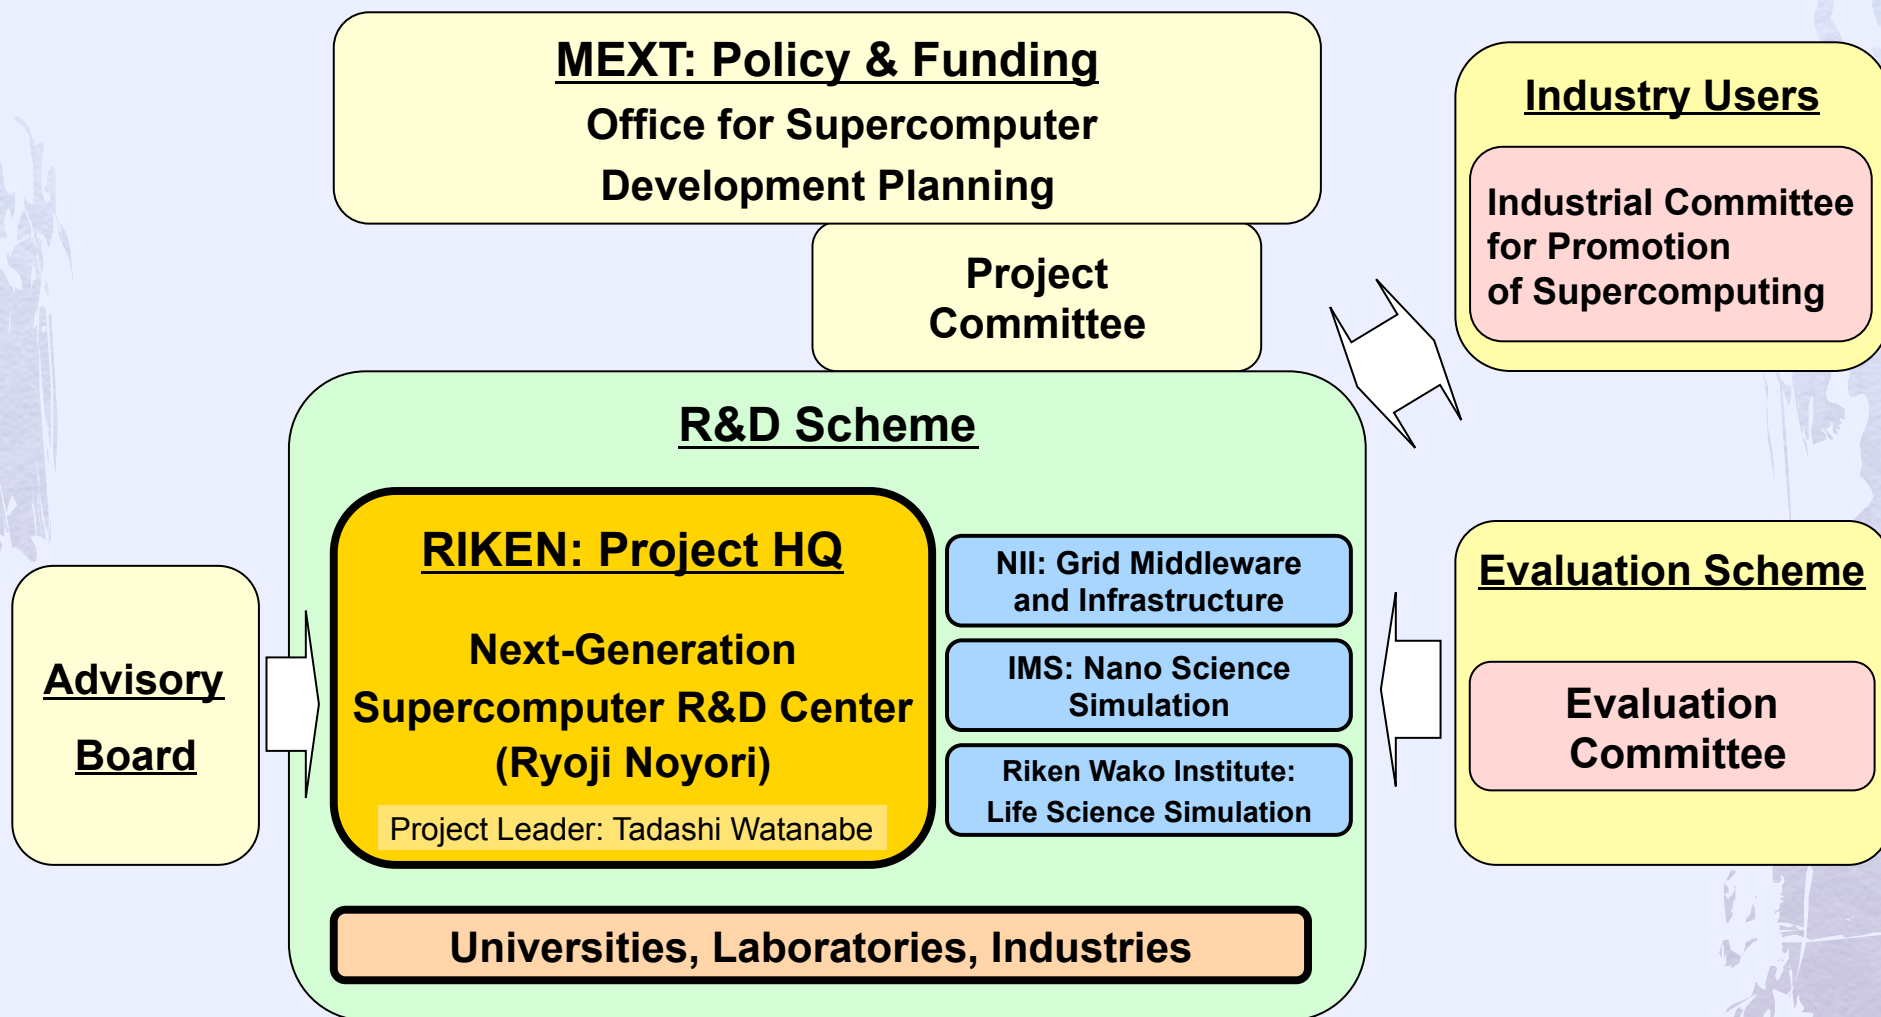 MEXT: Policy & Funding
Office for Supercomputer
Development Planning
Project
Committee
Industry Users
Industrial Committee
for Promotion
of Supercomputing
R&D Scheme
RIKEN: Project HQ
Next-Generation
Supercomputer R&D Center
(Ryoji Noyori)
Project Leader: Tadashi Watanabe
NII: Grid Middleware
and Infrastructure
IMS: Nano Science
Simulation
Riken Wako Institute:
Life Science Simulation
Universities, Laboratories, Industries
Advisory
Board
Evaluation Scheme
Evaluation
Committee